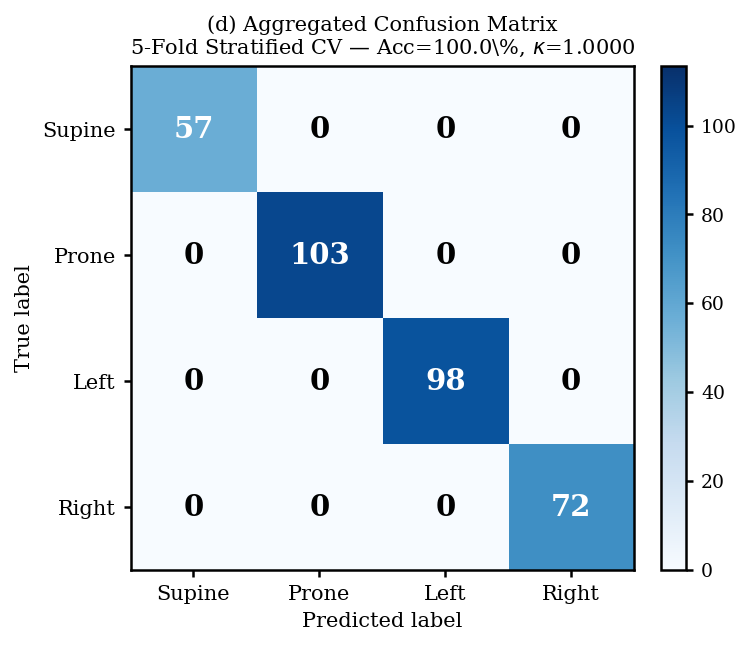 (d) Aggregated Confusion Matrix
5-Fold Stratified CV — Acc=100.0\%, κ=1.0000
True label
Supine 57 0 0 0
Prone 0 103 0 0
Left 0 0 98 0
Right 0 0 0 72
Supine Prone Left Right
Predicted label
100
80
60
40
20
0